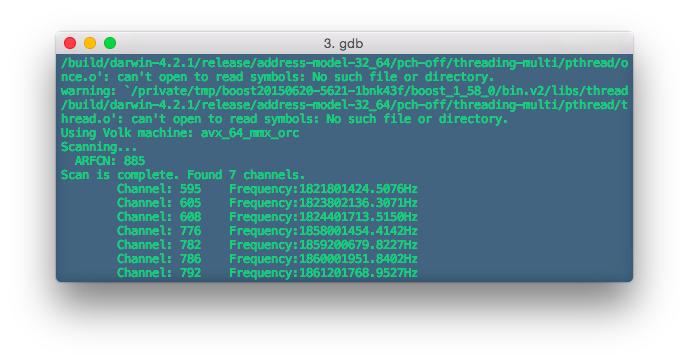 3. gdb
/build/darwin-4.2.1/release/address-model-32_64/pch-off/threading-multi/pthread/o
nce.o': can't open to read symbols: No such file or directory.
warning: `/private/tmp/boost20150620-5621-1bnk43f/boost_1_58_0/bin.v2/libs/thread
/build/darwin-4.2.1/release/address-model-32_64/pch-off/threading-multi/pthread/t
hread.o': can't open to read symbols: No such file or directory.
Using Volk machine: avx_64_mmx_orc
Scanning...
  ARFCN: 885
Scan is complete. Found 7 channels.
        Channel: 595    Frequency:1821801424.5076Hz
        Channel: 605    Frequency:1823802136.3071Hz
        Channel: 608    Frequency:1824401713.5150Hz
        Channel: 776    Frequency:1858001454.4142Hz
        Channel: 782    Frequency:1859200679.8227Hz
        Channel: 786    Frequency:1860001951.8402Hz
        Channel: 792    Frequency:1861201768.9527Hz